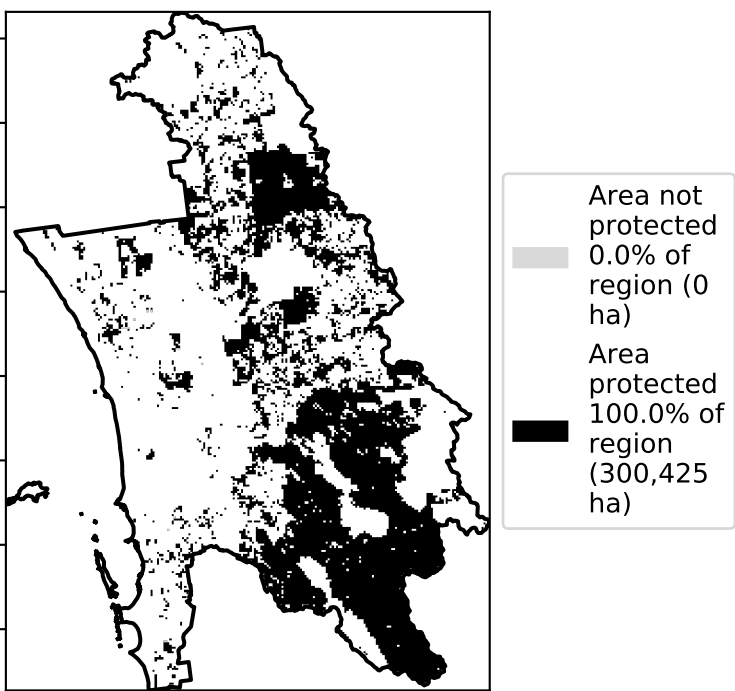 Area not
protected
0.0% of
region (0
ha)
Area
protected
100.0% of
region
(300,425
ha)